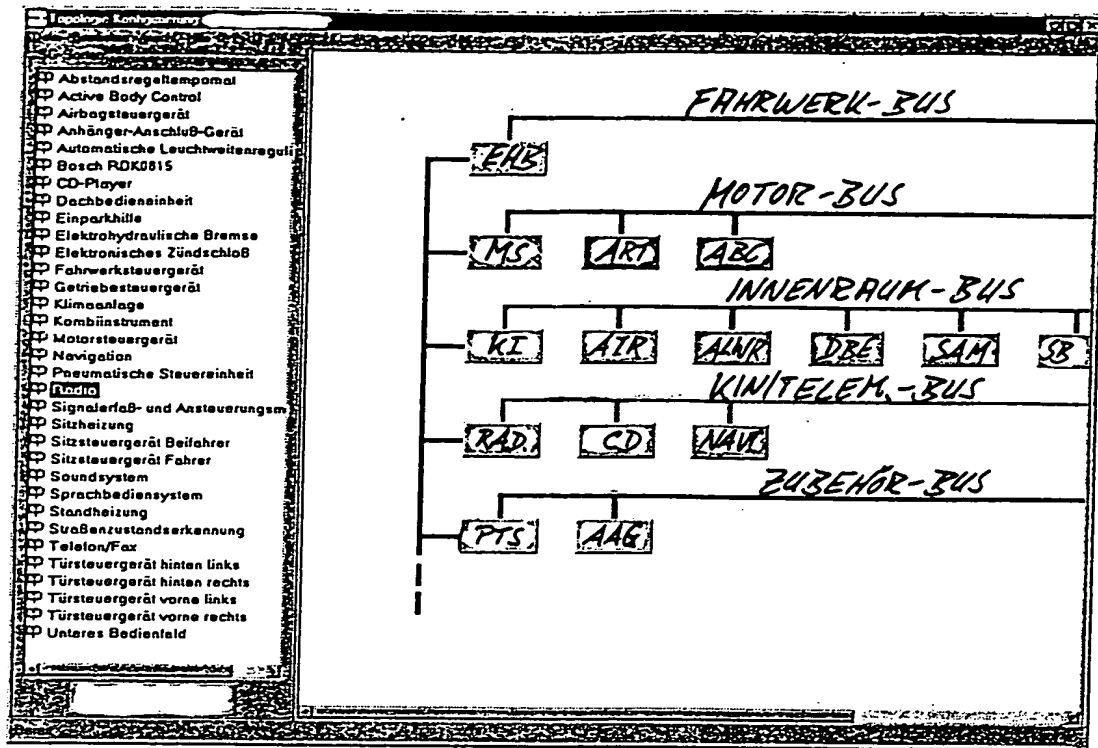 Topologie Konfigurierung
Abstandsregeltempomat
Active Body Control
Airbagsteuergerät
Anhänger-Anschluß-Gerät
Automatische Leuchtweitenreguli
Bosch RDK0815
CD-Player
Dachbedieneinheit
Einparkhilfe
Elektrohydraulische Bremse
Elektronisches Zündschloß
Fahrwerksteuergerät
Getriebesteuergerät
Klimaanlage
Kombiinstrument
Motorsteuergerät
Navigation
Pneumatische Steuereinheit
Radio
Signalerfaß- und Ansteuerungsm
Sitzheizung
Sitzsteuergerät Beifahrer
Sitzsteuergerät Fahrer
Soundsystem
Sprachbediensystem
Standheizung
Straßenzustandserkennung
Telefon/Fax
Türsteuergerät hinten links
Türsteuergerät hinten rechts
Türsteuergerät vorne links
Türsteuergerät vorne rechts
Unteres Bedienfeld
FAHRWERK-BUS
EHB
MOTOR-BUS
MS ART ABC
INNENRAUM-BUS
KI AIR ALWR DBE SAM SB
KIN/TELEM.-BUS
RAD. CD NAVI
ZUBEHÖR-BUS
PTS AAG